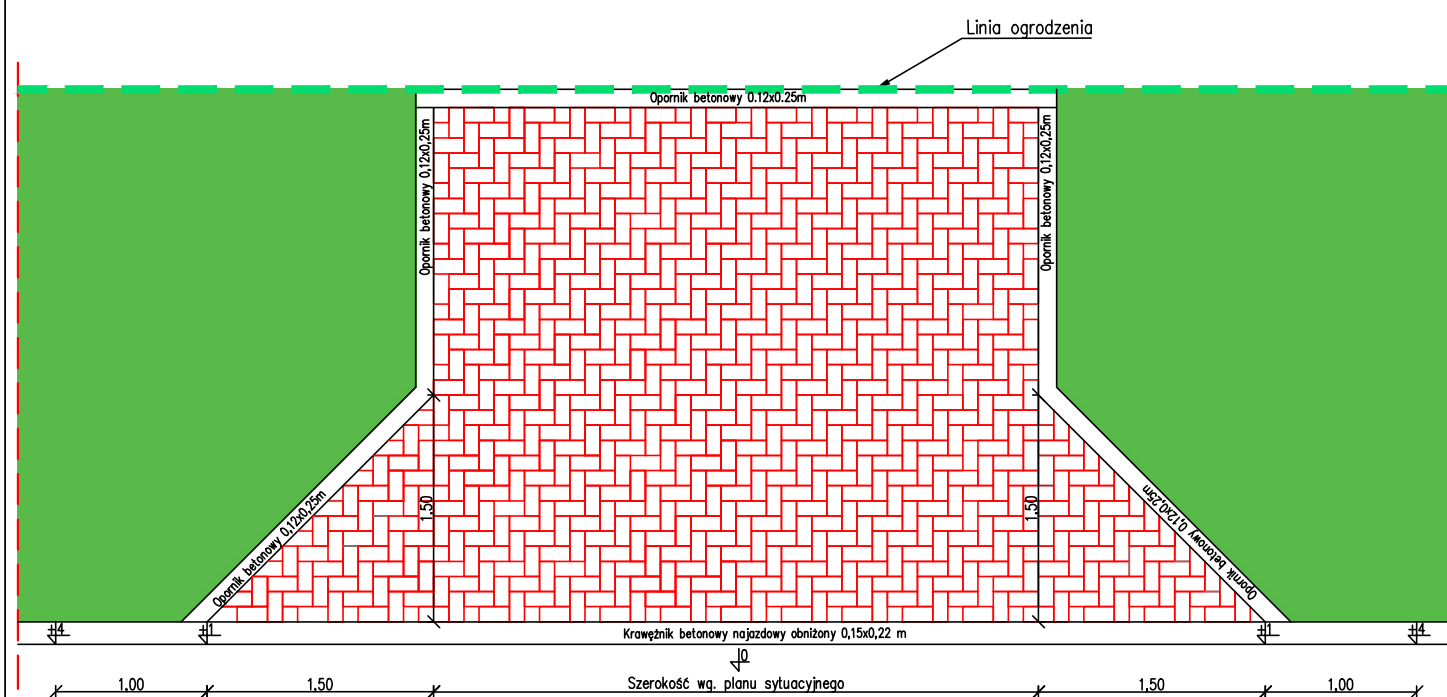 Linia ogrodzenia
Opornik betonowy 0.12x0.25m
Opornik betonowy 0,12x0,25m
Opornik betonowy 0,12x0,25m
1,50
1,50
Opornik betonowy 0,12x0,25m
Opornik betonowy 0,12x0,25m
+4
+1
Krawężnik betonowy najazdowy obniżony 0,15x0,22 m
+1
+4
0
1,00
1,50
Szerokość wg. planu sytuacyjnego
1,50
1,00